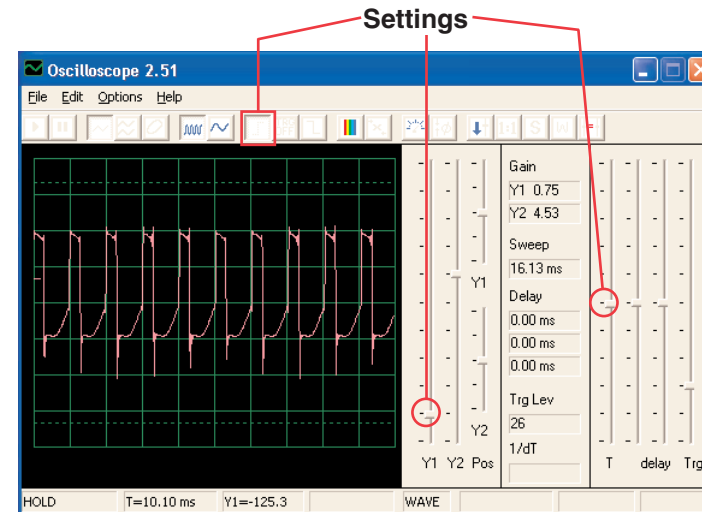 Settings
Oscilloscope 2.51
File Edit Options Help
1:1 S
Gain
Y1 0.75
Y2 4.53
Sweep
16.13 ms
Y1
Delay
0.00 ms
0.00 ms
0.00 ms
Trg Lev
26
Y2
1/dT
Y1 Y2 Pos
T delay Trg
HOLD T=10.10 ms Y1=-125.3 WAVE